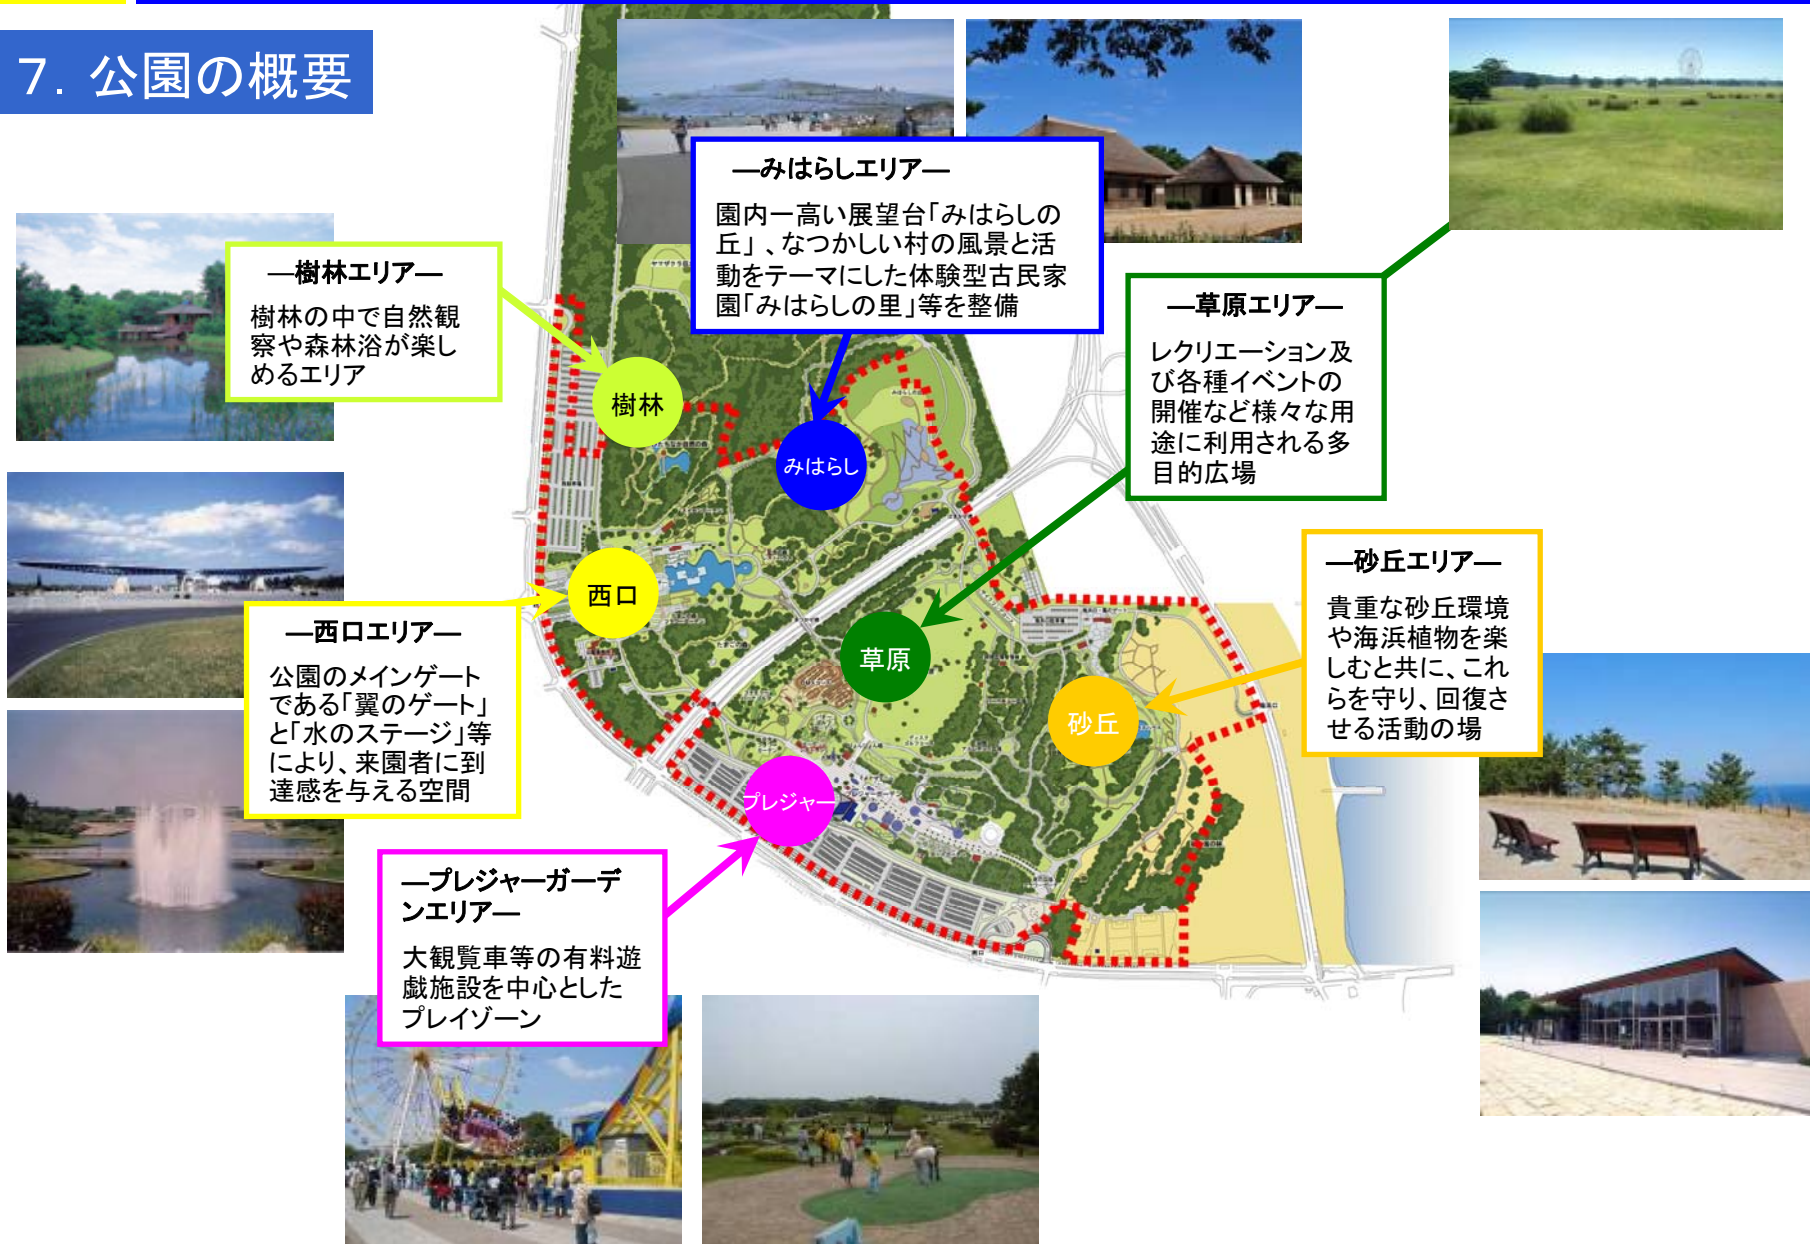 7．公園の概要
―みはらしエリア―
園内一高い展望台「みはらしの
丘」、なつかしい村の風景と活
動をテーマにした体験型古民家
園「みはらしの里」等を整備
―樹林エリア―
樹林の中で自然観
察や森林浴が楽し
めるエリア
―草原エリア―
レクリエーション及
び各種イベントの
開催など様々な用
途に利用される多
目的広場
樹林
みはらし
西口
草原
砂丘
プレジャー
―砂丘エリア―
貴重な砂丘環境
や海浜植物を楽
しむと共に、これ
らを守り、回復さ
せる活動の場
―西口エリア―
公園のメインゲート
である「翼のゲート」
と「水のステージ」等
により、来園者に到
達感を与える空間
―プレジャーガーデ
ンエリア―
大観覧車等の有料遊
戯施設を中心とした
プレイゾーン